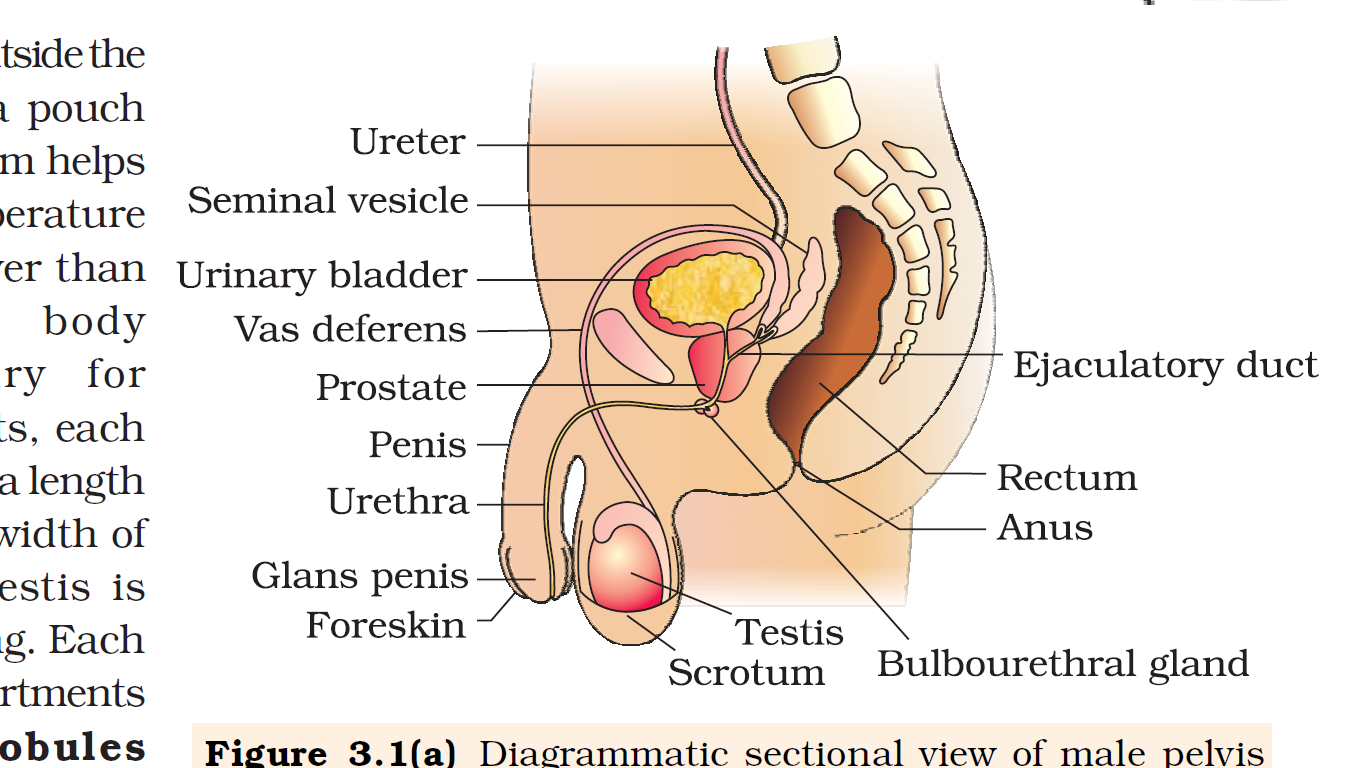 the
a pouch
m helps
perature
ver than
body
ry for
ts, each
a length
width of
estis is
g. Each
rtments
obules
Ureter
Seminal vesicle
Urinary bladder
Vas deferens
Prostate
Penis
Urethra
Glans penis
Foreskin
Ejaculatory duct
Rectum
Anus
Testis
Scrotum
Bulbourethral gland
Figure 3.1(a) Diagrammatic sectional view of male pelvis